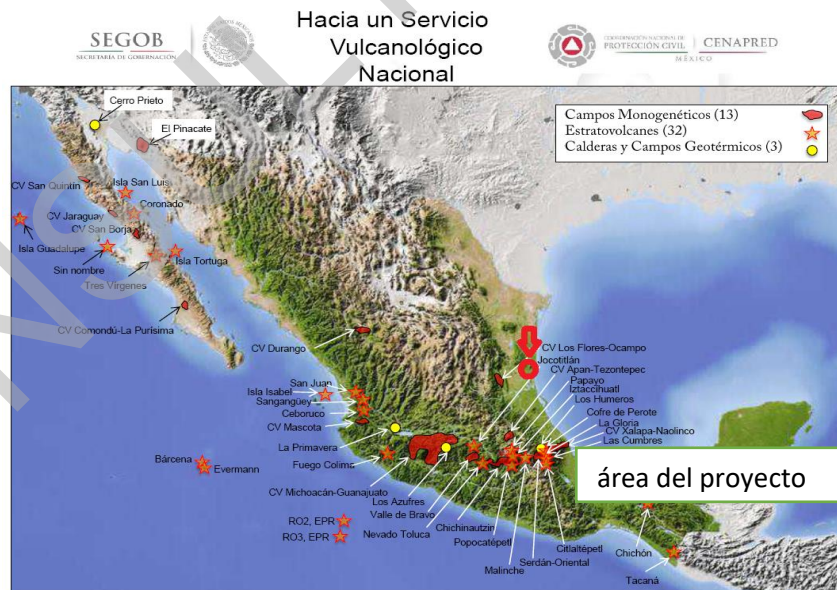 SEGOB
SECRETARÍA DE GOBERNACIÓN
Hacia un Servicio
Vulcanológico
Nacional
COORDINACIÓN NACIONAL DE
PROTECCIÓN CIVIL
MÉXICO
CENAPRED
Campos Monogenéticos (13)
Estratovolcanes (32)
Calderas y Campos Geotérmicos (3)
Cerro Prieto
El Pinacate
CV San Quintín
Isla San Luis
Coronado
CV Jaraguay
CV San Borja
Isla Guadalupe
Sin nombre
Isla Tortuga
Tres Vírgenes
CV Comondú-La Purísima
CV Durango
CV Los Flores-Ocampo
Jocotitlán
CV Apan-Tezontepec
Papayo
Iztaccíhuatl
Los Humeros
Cofre de Perote
La Gloria
CV Xalapa-Naolinco
Las Cumbres
San Juan
Isla Isabel
Sangangüey
Ceboruco
CV Mascota
La Primavera
Fuego Colima
Bárcena
Evermann
CV Michoacán-Guanajuato
Los Azufres
Valle de Bravo
Nevado Toluca
Chichinautzin
Popocatépetl
Malinche
Serdán-Oriental
Citlaltépetl
RO2, EPR
RO3, EPR
área del proyecto
Chichón
Tacaná